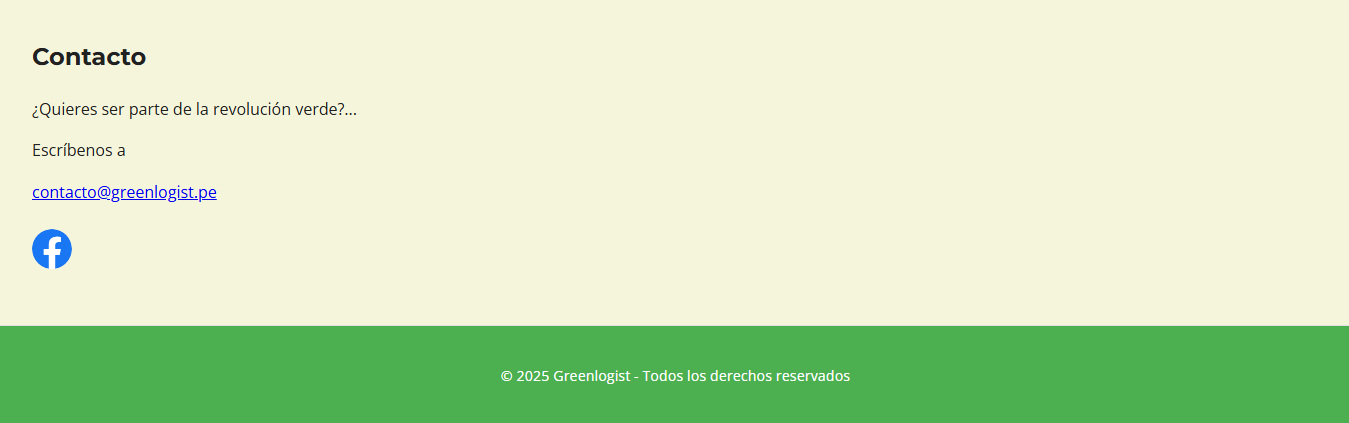 Contacto
¿Quieres ser parte de la revolución verde?...
Escríbenos a
contacto@greenlogist.pe
© 2025 Greenlogist - Todos los derechos reservados